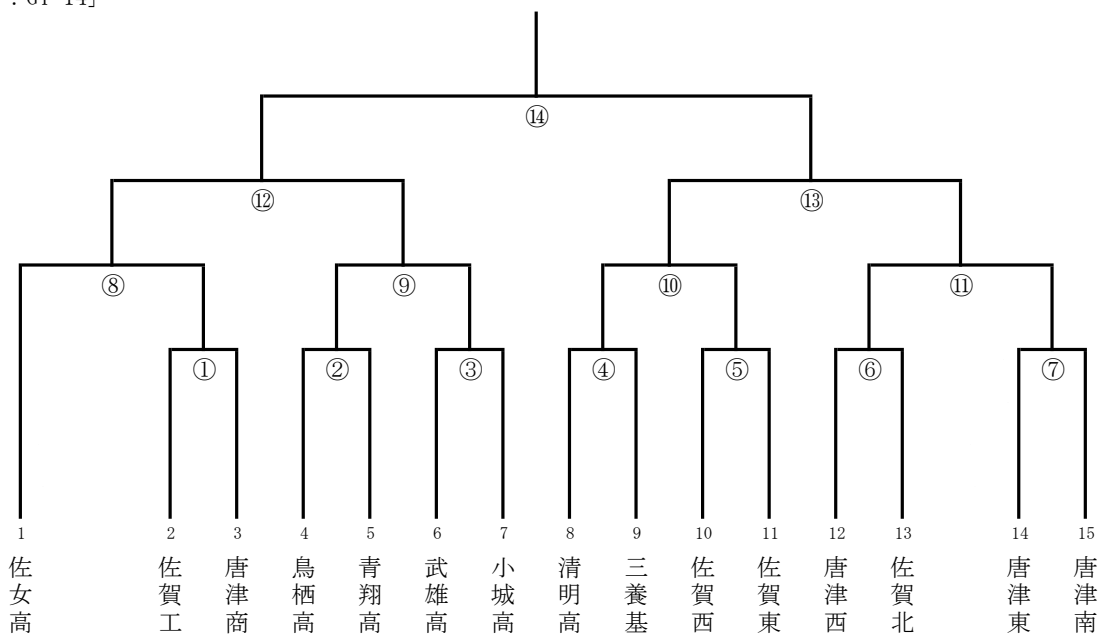 : GT-14]
⑭
⑫ ⑬
⑧ ⑨ ⑩ ⑪
① ② ③ ④ ⑤ ⑥ ⑦
1 2 3 4 5 6 7 8 9 10 11 12 13 14 15
佐女高 佐賀工 唐津商 鳥栖高 青翔高 武雄高 小城高 清明高 三養基 佐賀西 佐賀東 唐津西 佐賀北 唐津東 唐津南